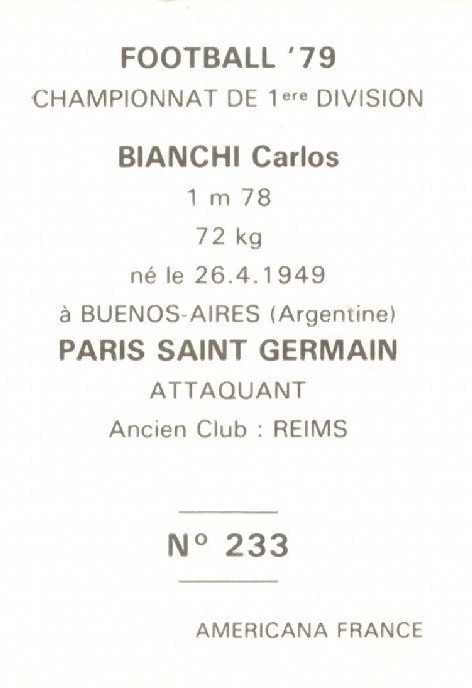 FOOTBALL '79
CHAMPIONNAT DE 1ere DIVISION
BIANCHI Carlos
1 m 78
72 kg
né le 26.4.1949
à BUENOS-AIRES (Argentine)
PARIS SAINT GERMAIN
ATTAQUANT
Ancien Club : REIMS
Nº 233
AMERICANA FRANCE